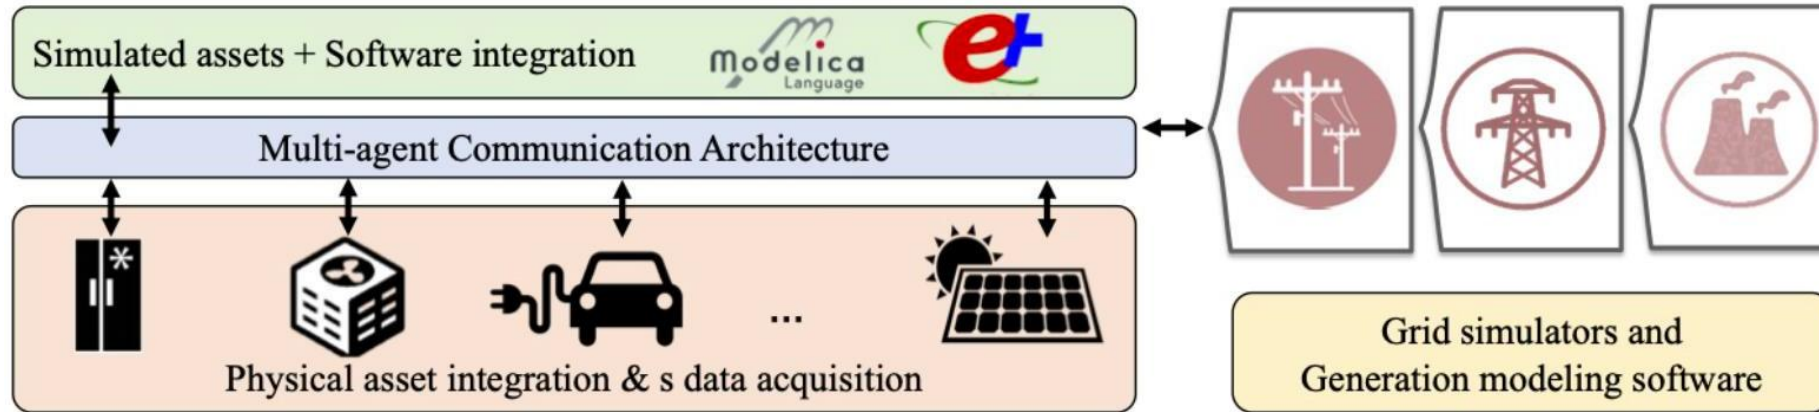 Simulated assets + Software integration
Modelica
Language
e+
Multi-agent Communication Architecture
...
Physical asset integration & s data acquisition
Grid simulators and
Generation modeling software